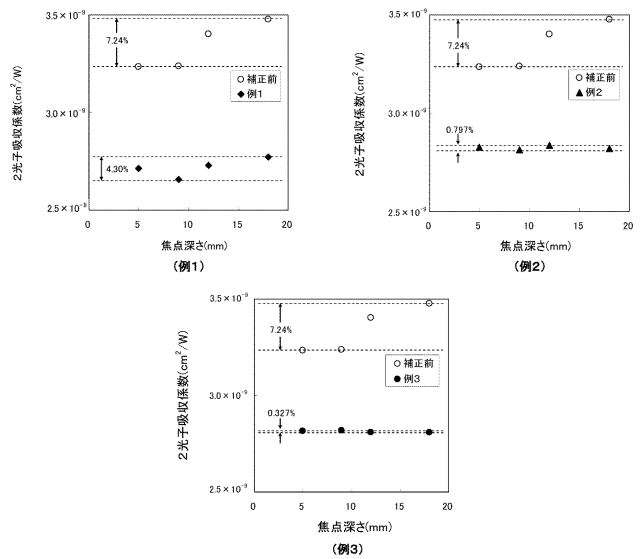 3.5×10⁻⁹
3.0×10⁻⁹
2.5×10⁻⁹
2光子吸収係数(cm²/W)
7.24%
4.30%
補正前
例1
0 5 10 15 20
焦点深さ(mm)
(例1)
3.5×10⁻⁹
3.0×10⁻⁹
2.5×10⁻⁹
2光子吸収係数(cm²/W)
7.24%
0.797%
補正前
例2
0 5 10 15 20
焦点深さ(mm)
(例2)
3.5×10⁻⁹
3.0×10⁻⁹
2.5×10⁻⁹
2光子吸収係数(cm²/W)
7.24%
0.327%
補正前
例3
0 5 10 15 20
焦点深さ(mm)
(例3)